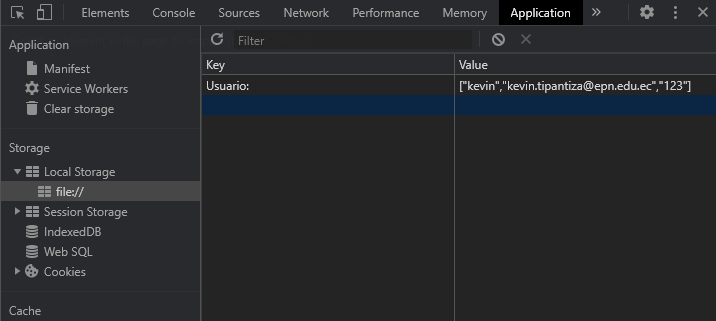 Elements Console Sources Network Performance Memory Application »
Application
Manifest
Service Workers
Clear storage
Storage
Local Storage
file://
Session Storage
IndexedDB
Web SQL
Cookies
Cache
Filter
Key Value
Usuario: ["kevin","kevin.tipantiza@epn.edu.ec","123"]